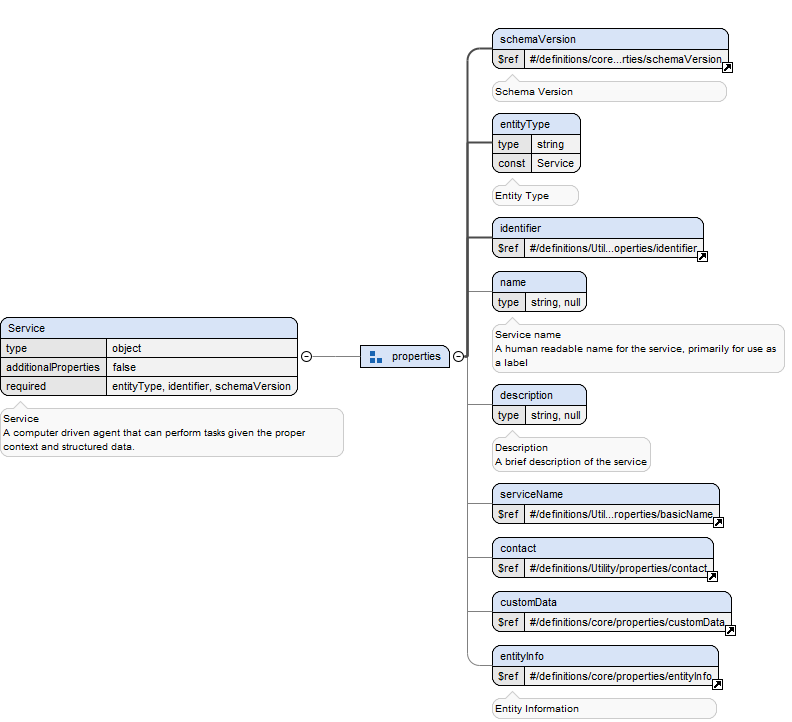 Service
type object
additionalProperties false
required entityType, identifier, schemaVersion
Service
A computer driven agent that can perform tasks given the proper
context and structured data.
properties
schemaVersion
$ref #/definitions/core...rties/schemaVersion
Schema Version
entityType
type string
const Service
Entity Type
identifier
$ref #/definitions/Util...operties/identifier
name
type string, null
Service name
A human readable name for the service, primarily for use as
a label
description
type string, null
Description
A brief description of the service
serviceName
$ref #/definitions/Util...roperties/basicName
contact
$ref #/definitions/Utility/properties/contact
customData
$ref #/definitions/core/properties/customData
entityInfo
$ref #/definitions/core/properties/entityInfo
Entity Information